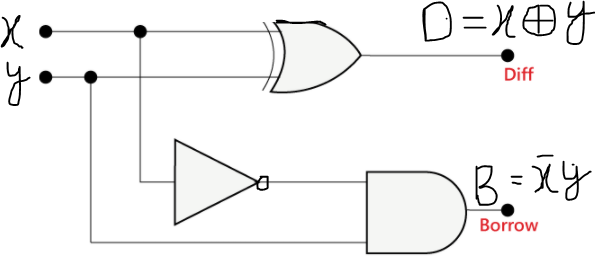 x
D = x ⊕ y
y
Diff
B = x̄y
Borrow